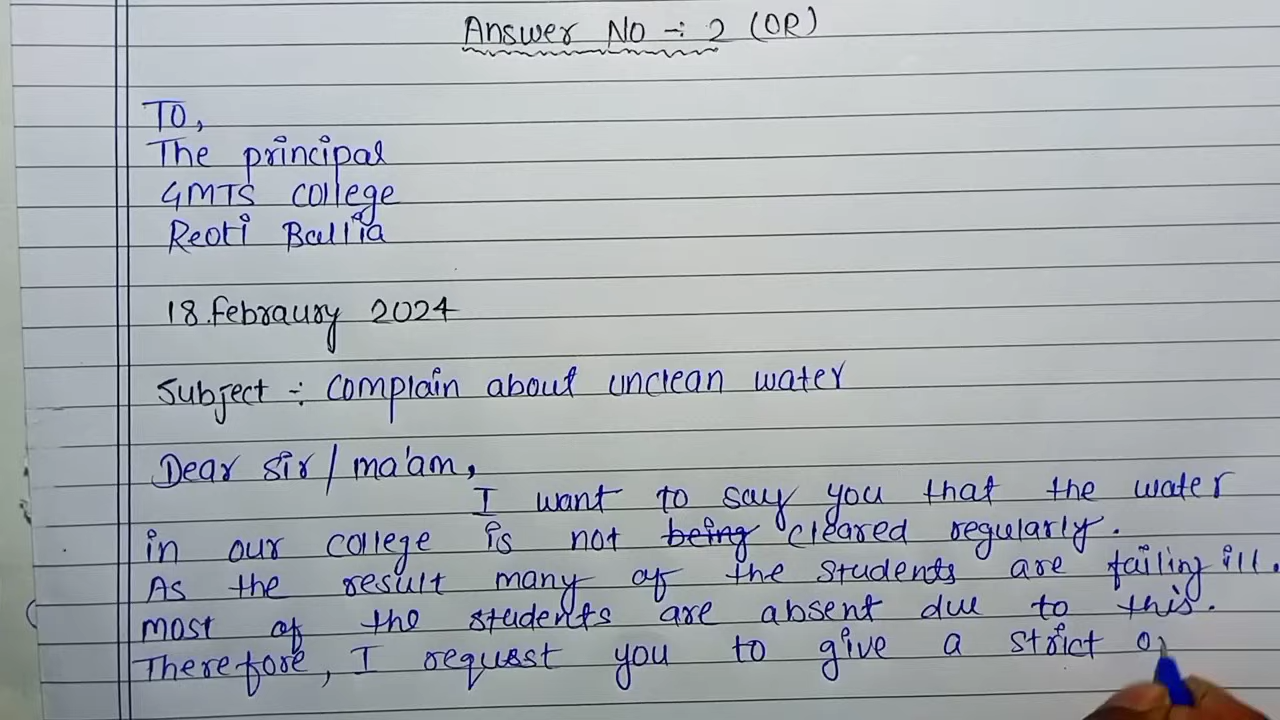 Answer No -: 2 (OR)
To,
The principal
GMTS college
Reoti Ballia
18.Febraury 2024
Subject -: complain about unclean water
Dear sir/ma'am,
I want to say you that the water
in our college is not being cleared regularly.
As the result many of the students are failing ill.
most of the students are absent due to this.
Therefore, I request you to give a strict